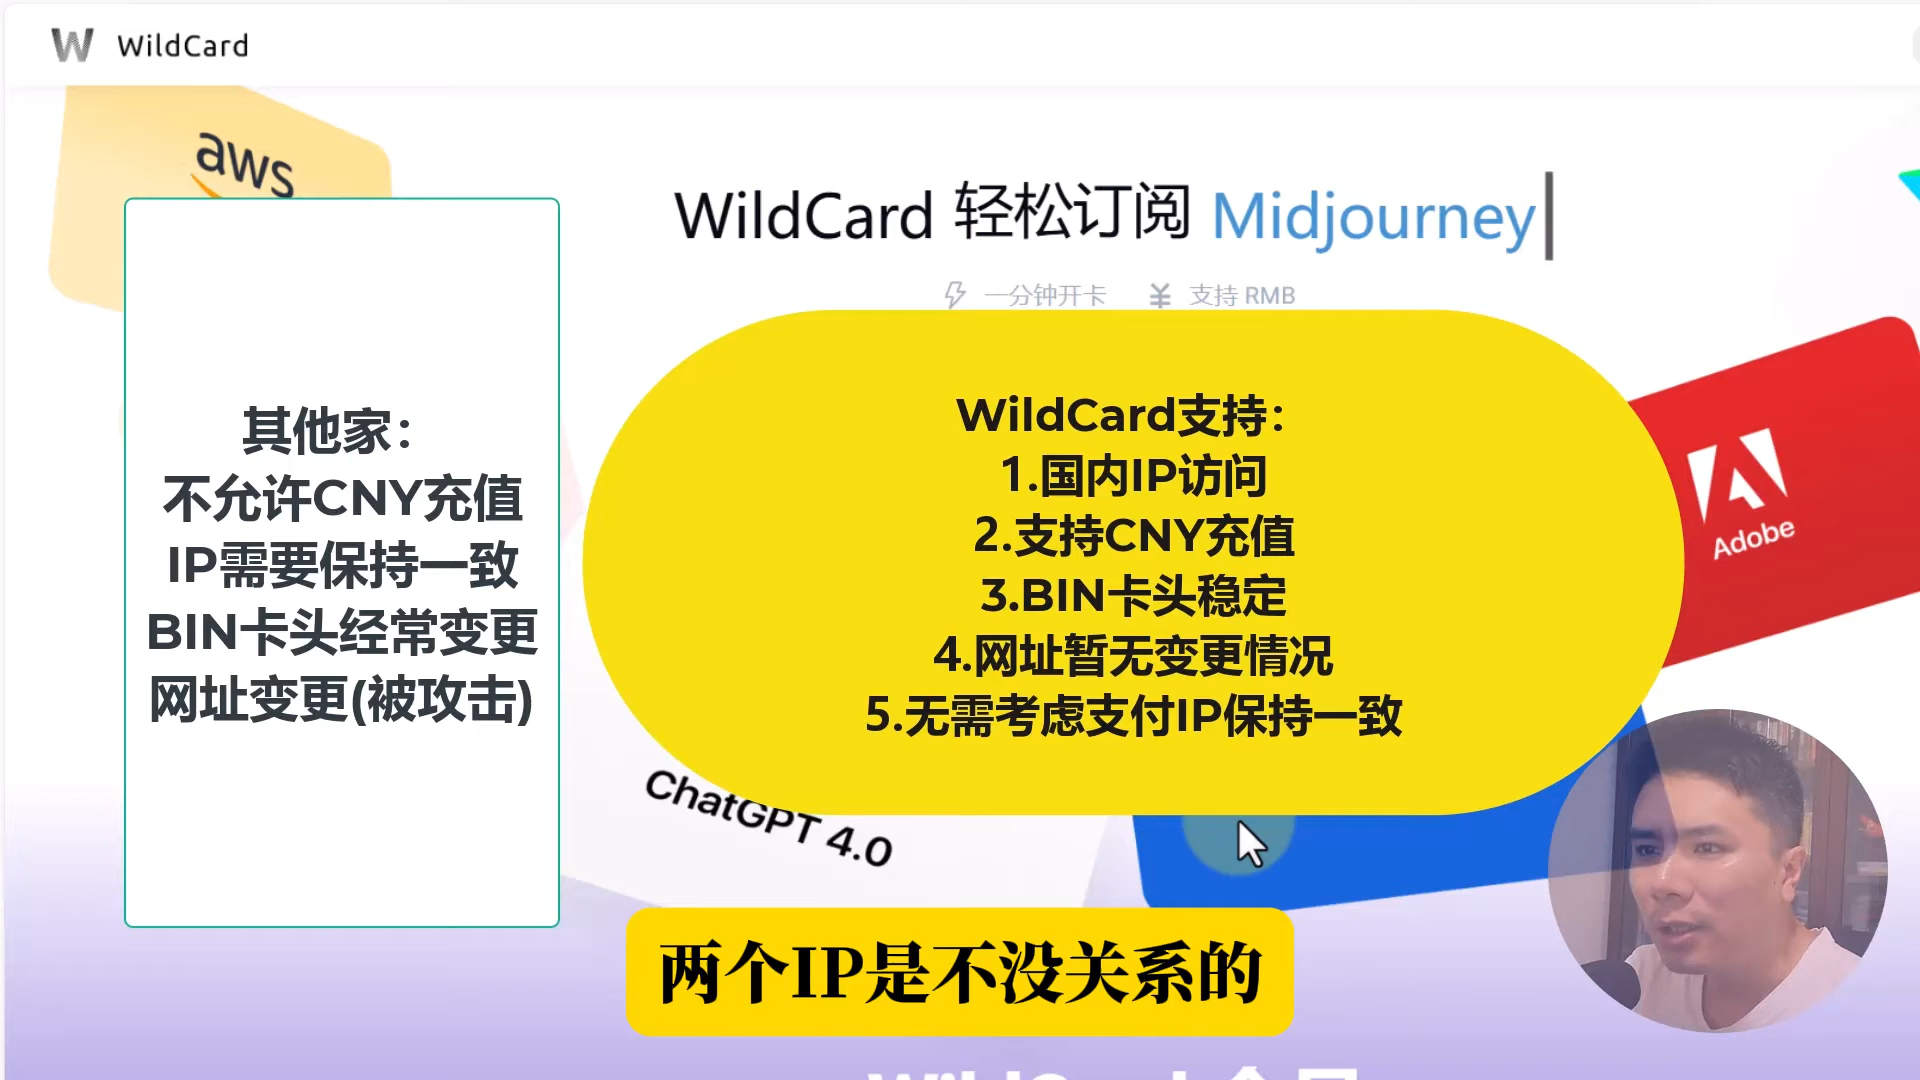 W WildCard
aws
WildCard 轻松订阅 Midjourney
一分钟开卡 支持 RMB
其他家：
不允许CNY充值
IP需要保持一致
BIN卡头经常变更
网址变更(被攻击)
WildCard支持：
1.国内IP访问
2.支持CNY充值
3.BIN卡头稳定
4.网址暂无变更情况
5.无需考虑支付IP保持一致
Adobe
ChatGPT 4.0
两个IP是不没关系的